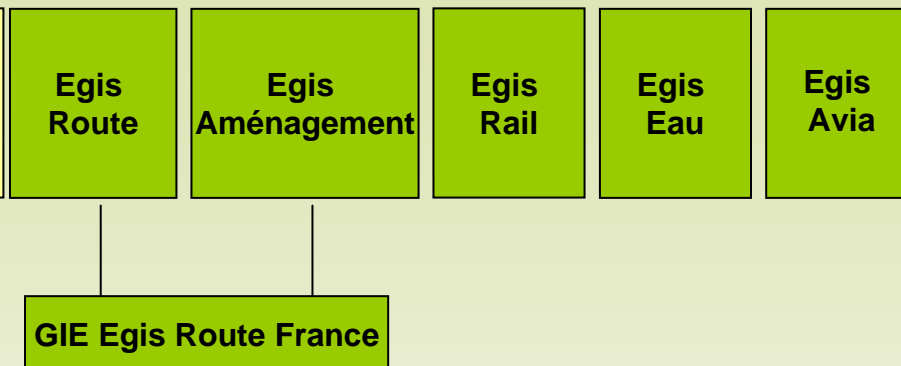 Egis
Route
Egis
Aménagement
Egis
Rail
Egis
Eau
Egis
Avia
GIE Egis Route France